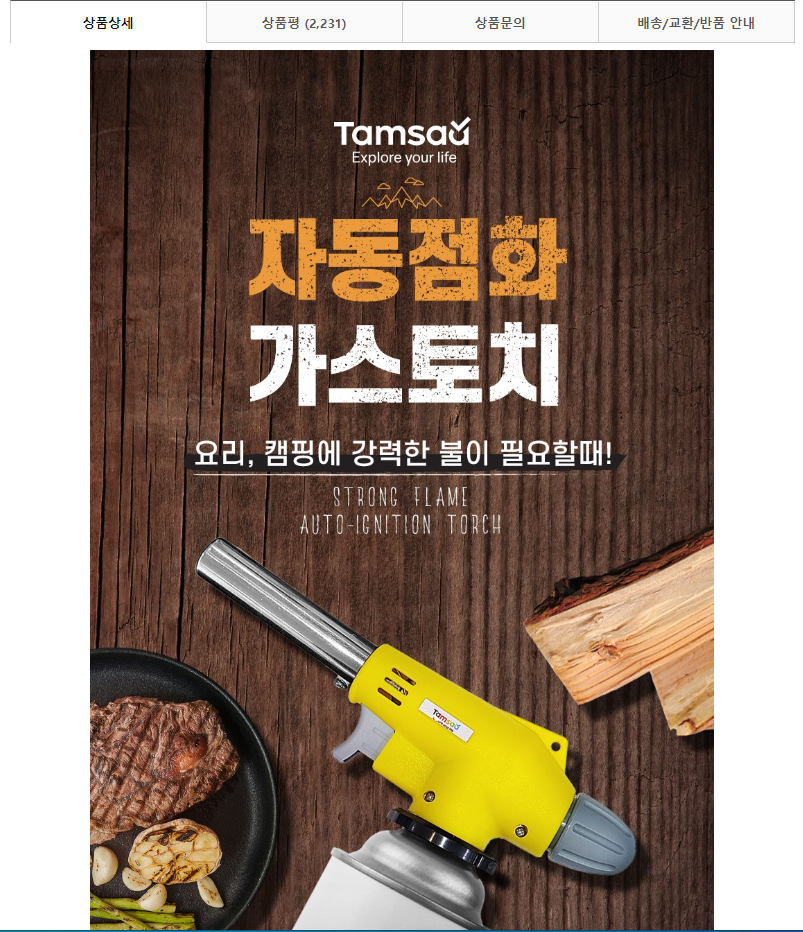 상품상세
상품평 (2,231)
상품문의
배송/교환/반품 안내
Tamsaa
Explore your life
자동점화
가스토치
요리, 캠핑에 강력한 불이 필요할때!
STRONG FLAME
AUTO-IGNITION TORCH
Tamsaa